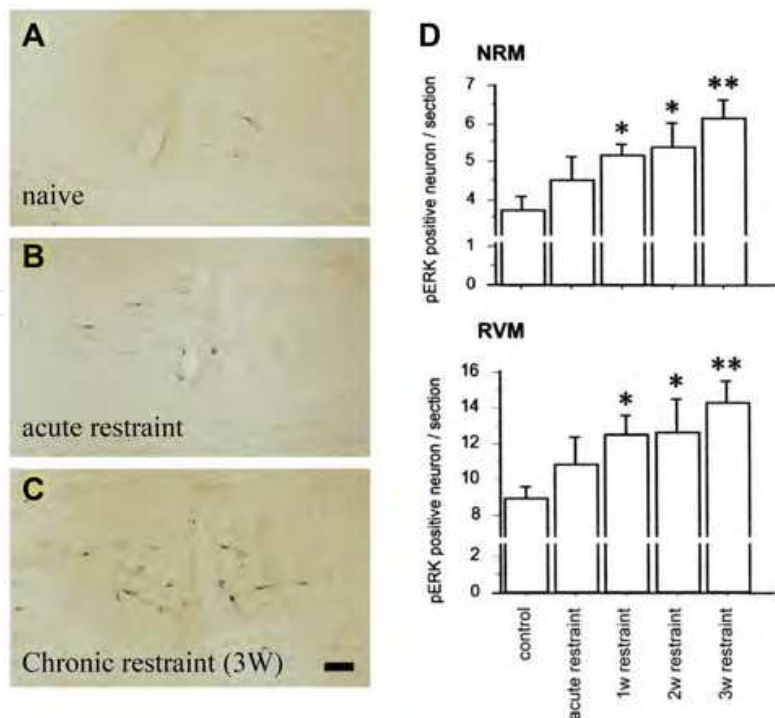 A
naive
B
acute restraint
C
Chronic restraint (3W)
D
NRM
pERK positive neuron / section
7
6
5
4
1
0
*
*
**
RVM
pERK positive neuron / section
16
14
12
10
8
2
0
*
*
**
control
acute restraint
1w restraint
2w restraint
3w restraint